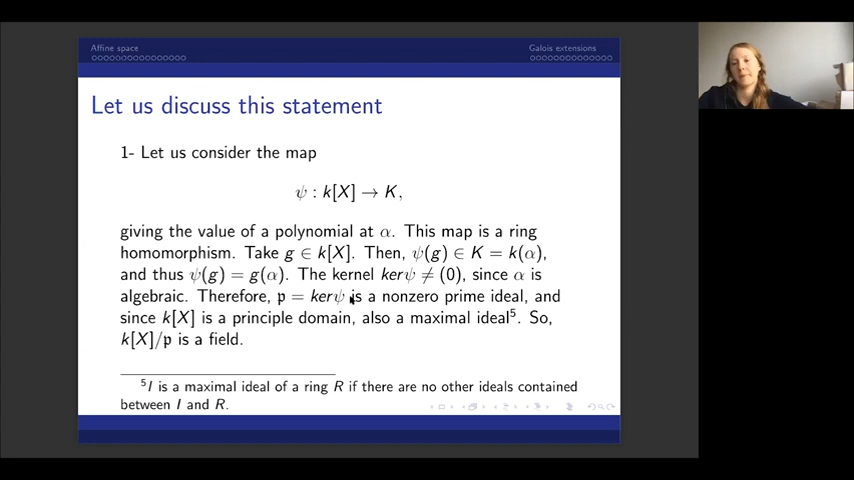 Affine space
Galois extensions
Let us discuss this statement
1- Let us consider the map
ψ : k[X] → K,
giving the value of a polynomial at α. This map is a ring
homomorphism. Take g ∈ k[X]. Then, ψ(g) ∈ K = k(α),
and thus ψ(g) = g(α). The kernel kerψ ≠ (0), since α is
algebraic. Therefore, 𝔭 = kerψ is a nonzero prime ideal, and
since k[X] is a principle domain, also a maximal ideal⁵. So,
k[X]/𝔭 is a field.
⁵I is a maximal ideal of a ring R if there are no other ideals contained
between I and R.